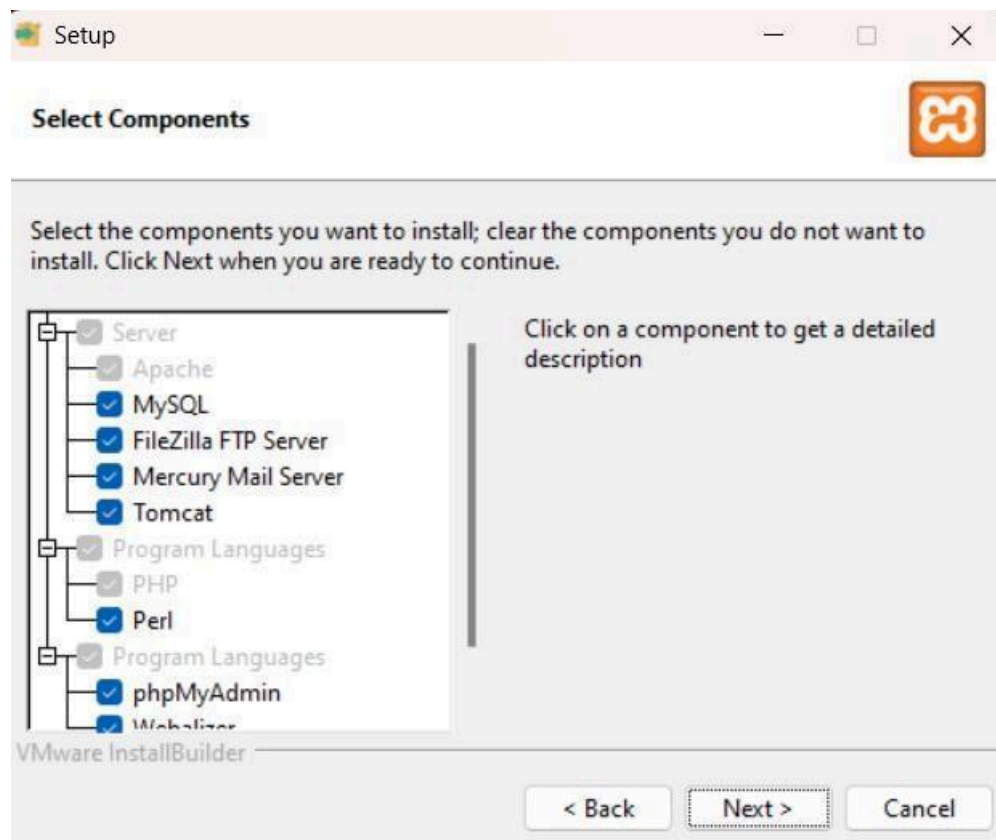 Setup
Select Components
Select the components you want to install; clear the components you do not want to
install. Click Next when you are ready to continue.
Server
Apache
MySQL
FileZilla FTP Server
Mercury Mail Server
Tomcat
Program Languages
PHP
Perl
Program Languages
phpMyAdmin
Webalizer
Click on a component to get a detailed
description
VMware InstallBuilder
< Back
Next >
Cancel